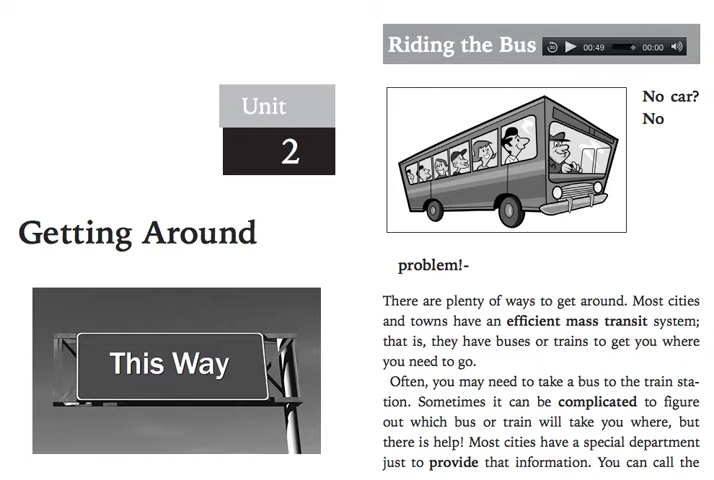 Unit
2
Getting Around
This Way
Riding the Bus
30
00:49
00:00
No car?
No
problem!-
There are plenty of ways to get around. Most cities
and towns have an efficient mass transit system;
that is, they have buses or trains to get you where
you need to go.
Often, you may need to take a bus to the train sta-
tion. Sometimes it can be complicated to figure
out which bus or train will take you where, but
there is help! Most cities have a special department
just to provide that information. You can call the